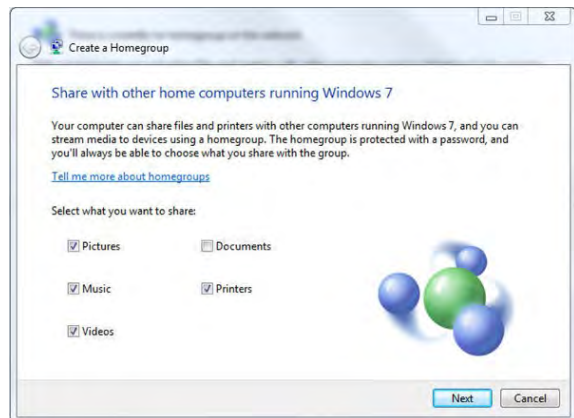 Create a Homegroup
Share with other home computers running Windows 7
Your computer can share files and printers with other computers running Windows 7, and you can
stream media to devices using a homegroup. The homegroup is protected with a password, and
you'll always be able to choose what you share with the group.
Tell me more about homegroups
Select what you want to share:
Pictures
Documents
Music
Printers
Videos
Next
Cancel